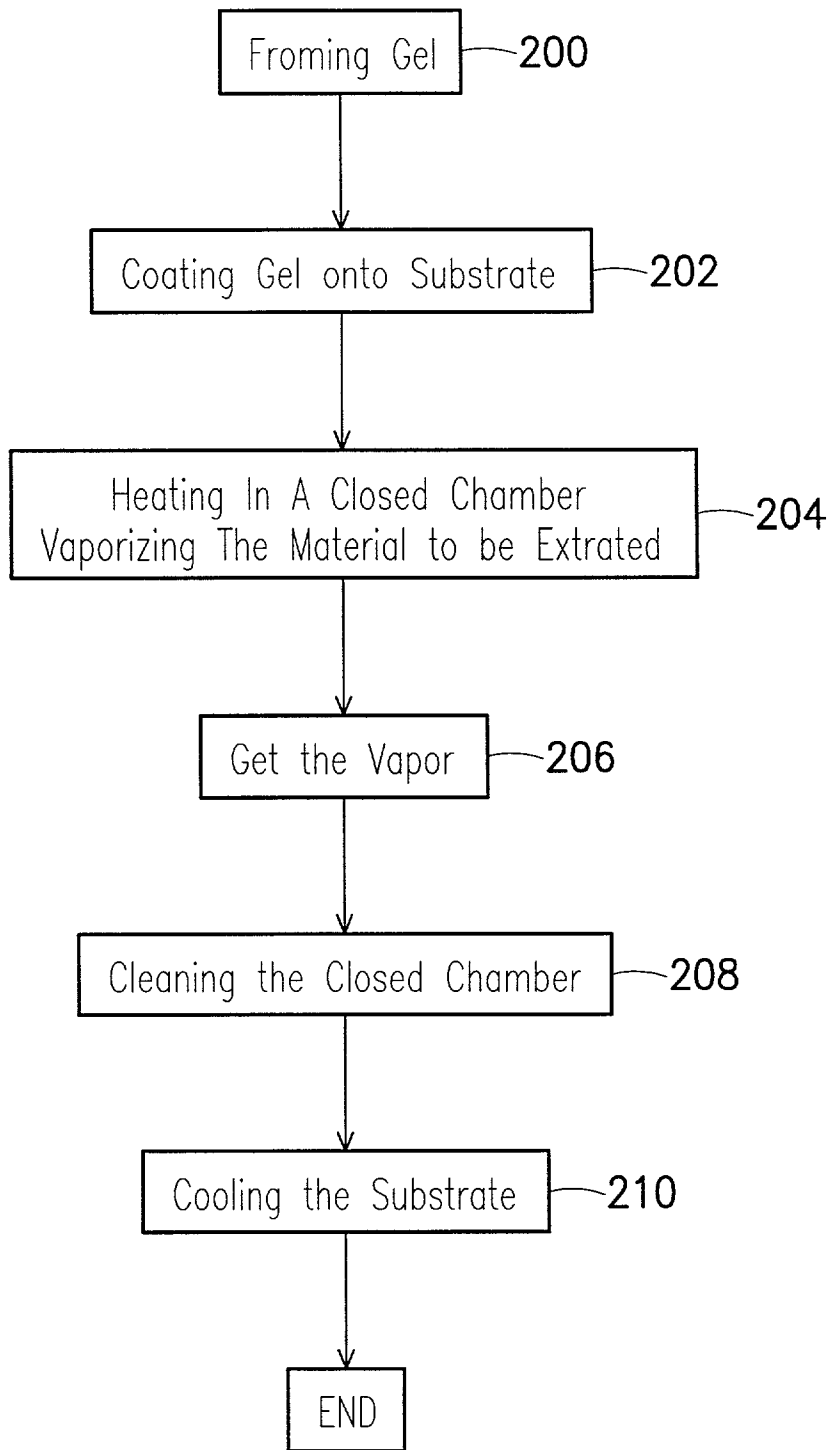 Froming Gel 200
Coating Gel onto Substrate 202
Heating In A Closed Chamber
Vaporizing The Material to be Extrated 204
Get the Vapor 206
Cleaning the Closed Chamber 208
Cooling the Substrate 210
END